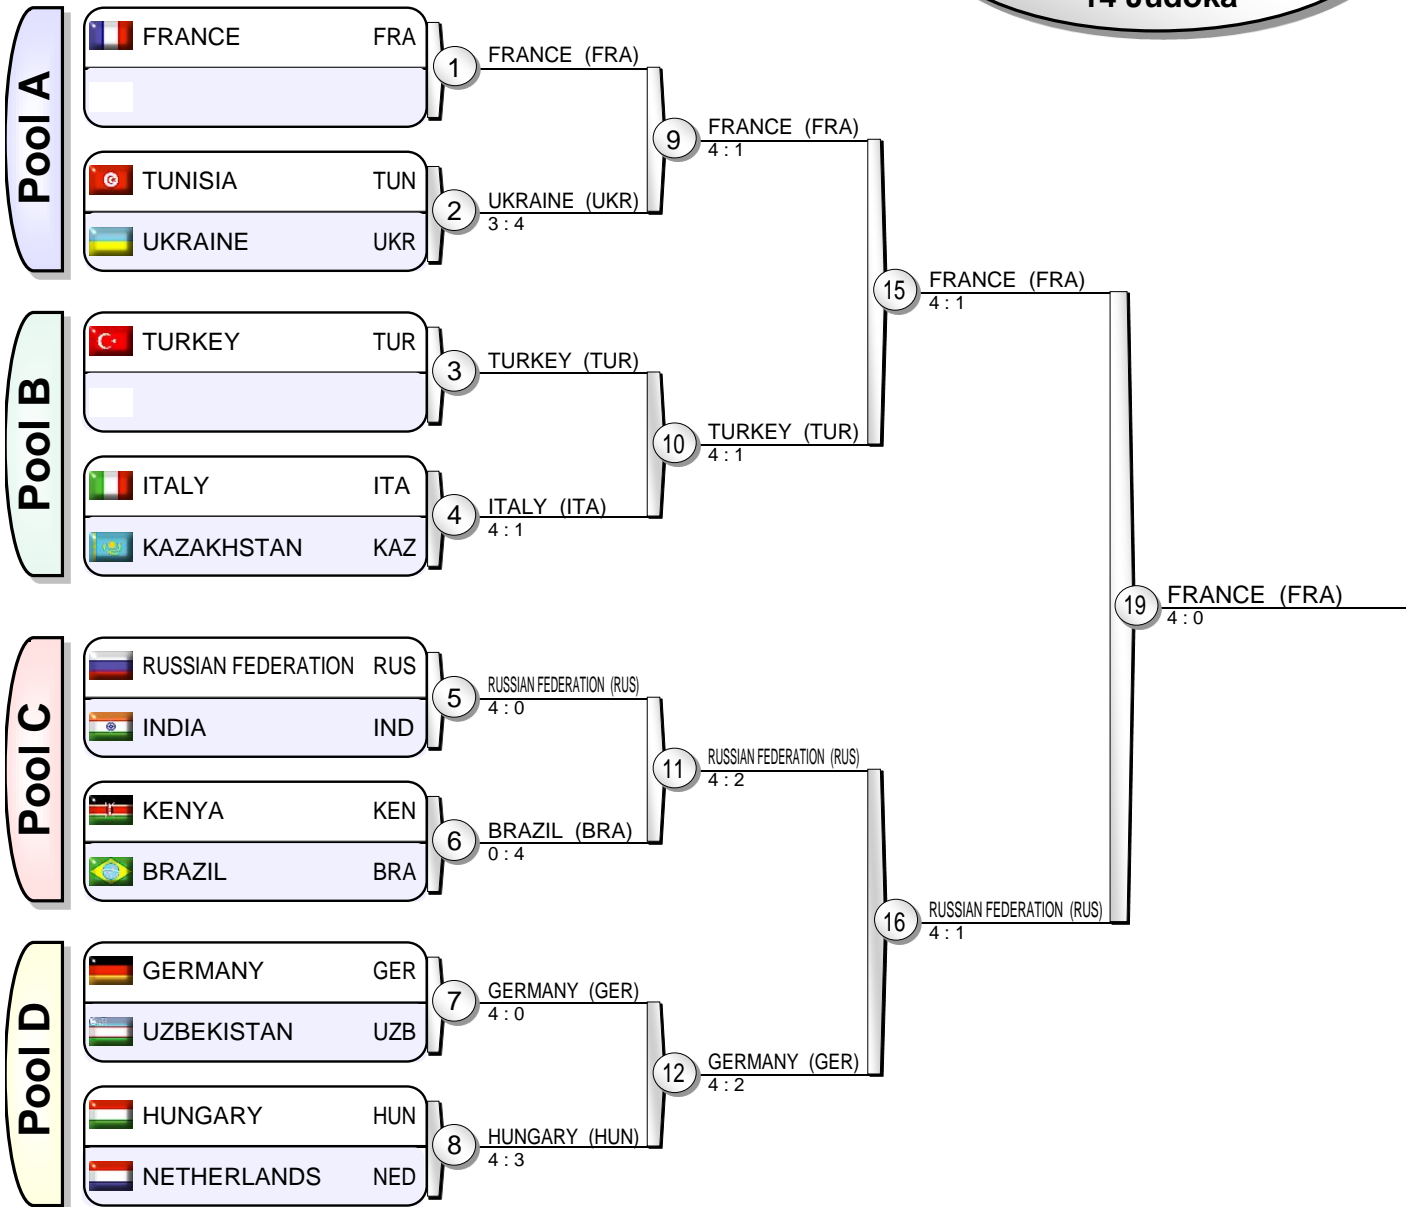 14 Judoka
Pool A
FRANCE FRA
1
FRANCE (FRA)
TUNISIA TUN
UKRAINE UKR
2
UKRAINE (UKR)
3 : 4
9
FRANCE (FRA)
4 : 1
Pool B
TURKEY TUR
3
TURKEY (TUR)
ITALY ITA
KAZAKHSTAN KAZ
4
ITALY (ITA)
4 : 1
10
TURKEY (TUR)
4 : 1
15
FRANCE (FRA)
4 : 1
Pool C
RUSSIAN FEDERATION RUS
INDIA IND
5
RUSSIAN FEDERATION (RUS)
4 : 0
KENYA KEN
BRAZIL BRA
6
BRAZIL (BRA)
0 : 4
11
RUSSIAN FEDERATION (RUS)
4 : 2
Pool D
GERMANY GER
UZBEKISTAN UZB
7
GERMANY (GER)
4 : 0
HUNGARY HUN
NETHERLANDS NED
8
HUNGARY (HUN)
4 : 3
12
GERMANY (GER)
4 : 2
16
RUSSIAN FEDERATION (RUS)
4 : 1
19
FRANCE (FRA)
4 : 0